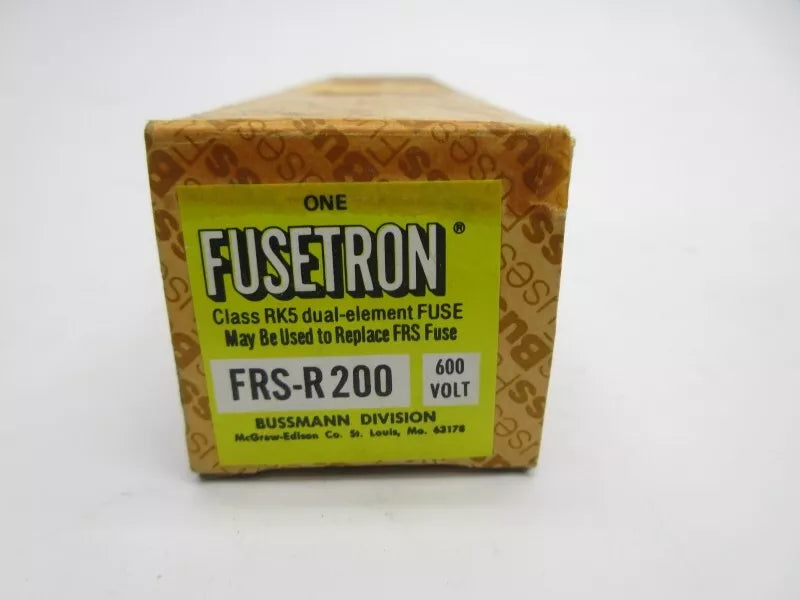 ONE
FUSETRON®
Class RK5 dual-element FUSE
May Be Used to Replace FRS Fuse
FRS-R 200
600
VOLT
BUSSMANN DIVISION
McGraw-Edison Co. St. Louis, Mo. 63178